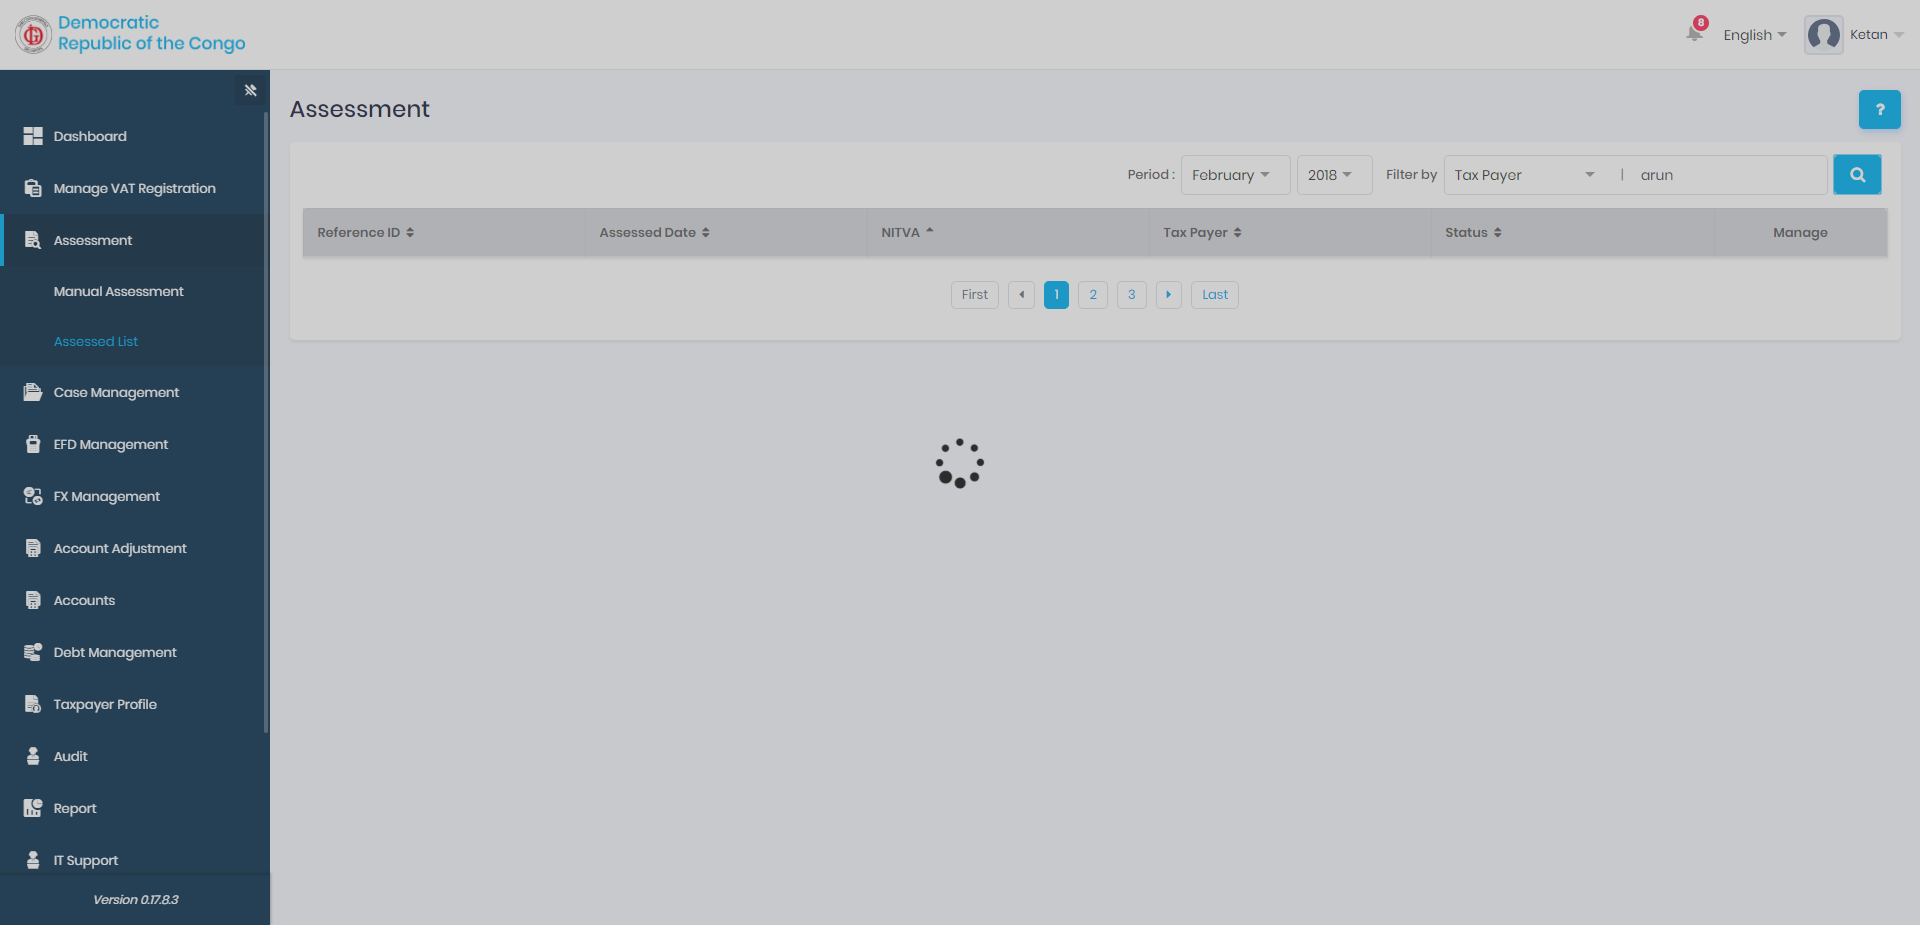 Democratic
Republic of the Congo
8
English
Ketan
Dashboard
Manage VAT Registration
Assessment
Manual Assessment
Assessed List
Case Management
EFD Management
FX Management
Account Adjustment
Accounts
Debt Management
Taxpayer Profile
Audit
Report
IT Support
Version 0.17.8.3
Assessment
?
Period : February 2018 Filter by Tax Payer | arun
Reference ID Assessed Date NITVA Tax Payer Status Manage
First 1 2 3 Last